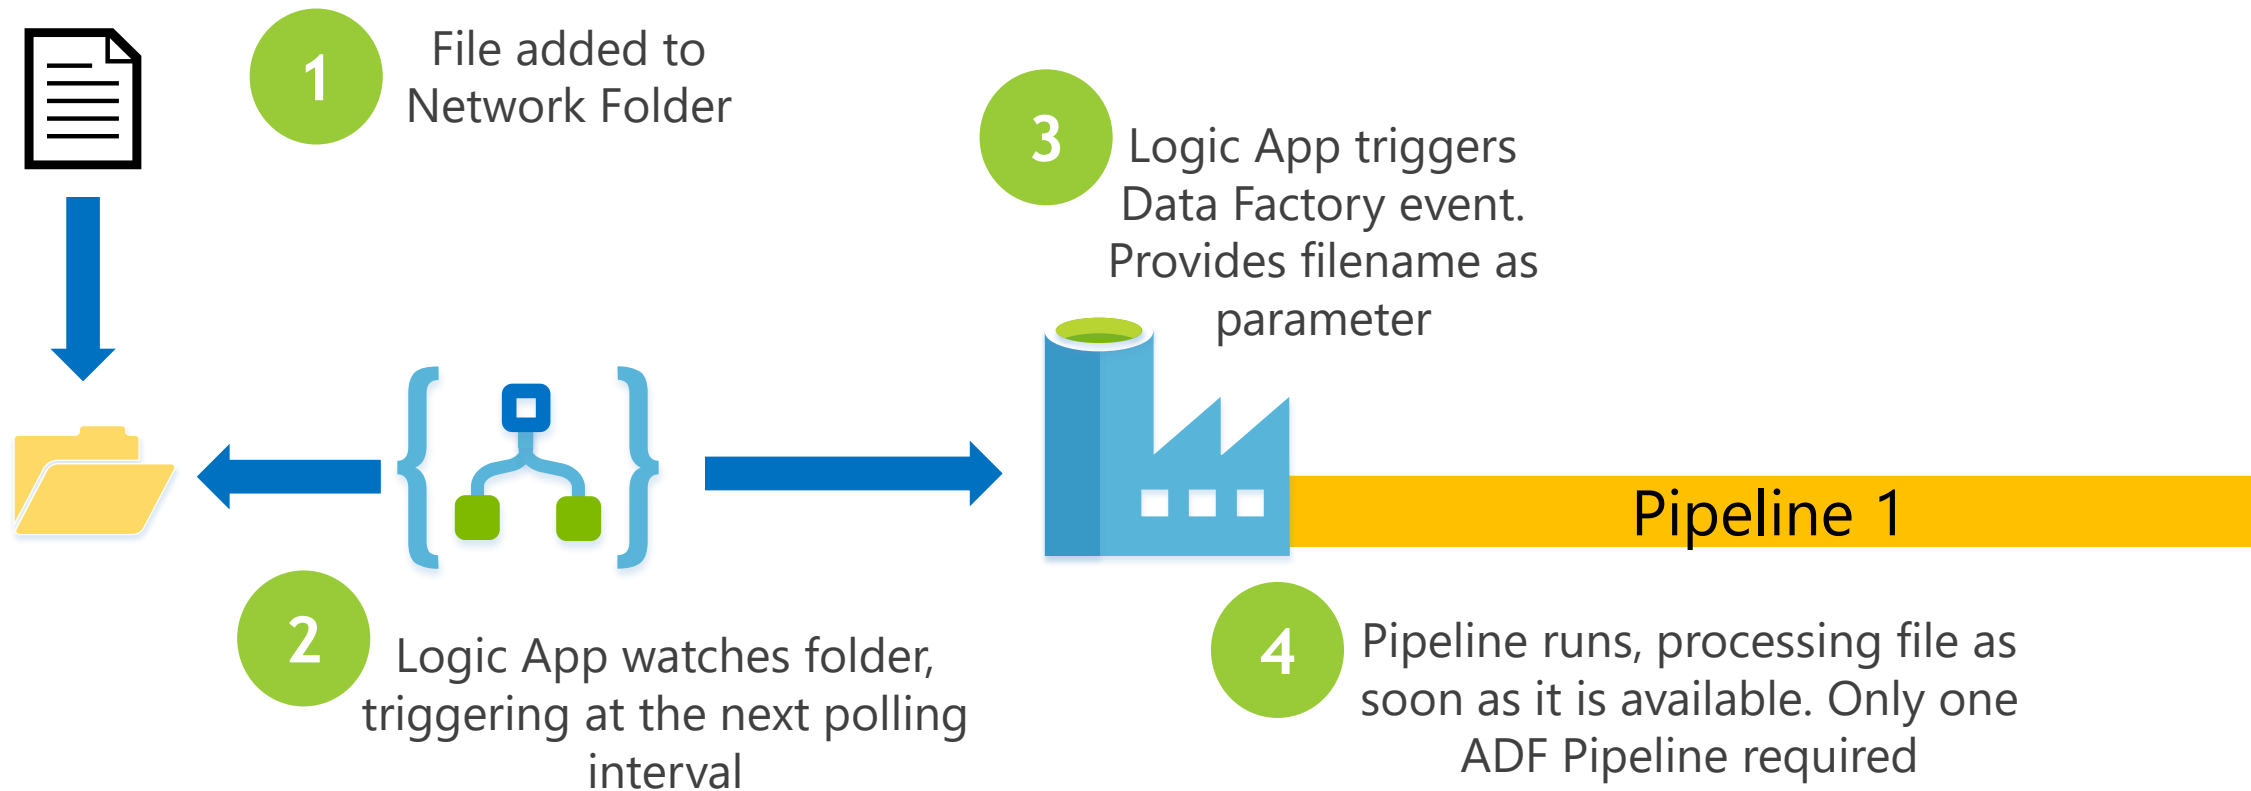 1
File added to
Network Folder
2
Logic App watches folder,
triggering at the next polling
interval
3
Logic App triggers
Data Factory event.
Provides filename as
parameter
Pipeline 1
4
Pipeline runs, processing file as
soon as it is available. Only one
ADF Pipeline required